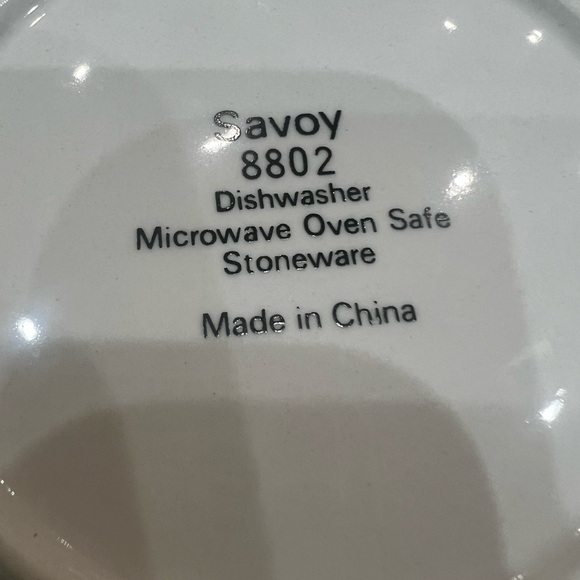 Savoy
8802
Dishwasher
Microwave Oven Safe
Stoneware
Made in China